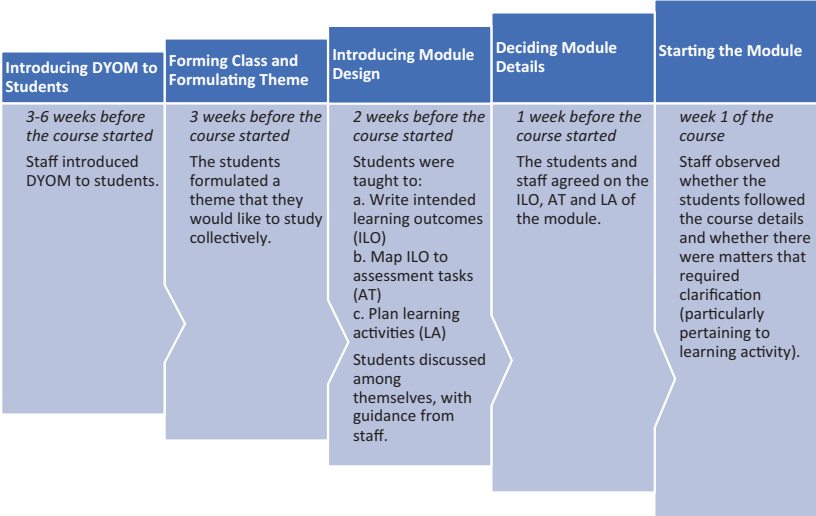 Introducing DYOM to
Students
3-6 weeks before
the course started
Staff introduced
DYOM to students.
Forming Class and
Formulating Theme
3 weeks before the
course started
The students
formulated a
theme that they
would like to study
collectively.
Introducing Module
Design
2 weeks before the
course started
Students were
taught to:
a. Write intended
learning outcomes
(ILO)
b. Map ILO to
assessment tasks
(AT)
c. Plan learning
activities (LA)
Students discussed
among
themselves, with
guidance from
staff.
Deciding Module
Details
1 week before the
course started
The students and
staff agreed on the
ILO, AT and LA of
the module.
Starting the Module
week 1 of the
course
Staff observed
whether the
students followed
the course details
and whether there
were matters that
required
clarification
(particularly
pertaining to
learning activity).